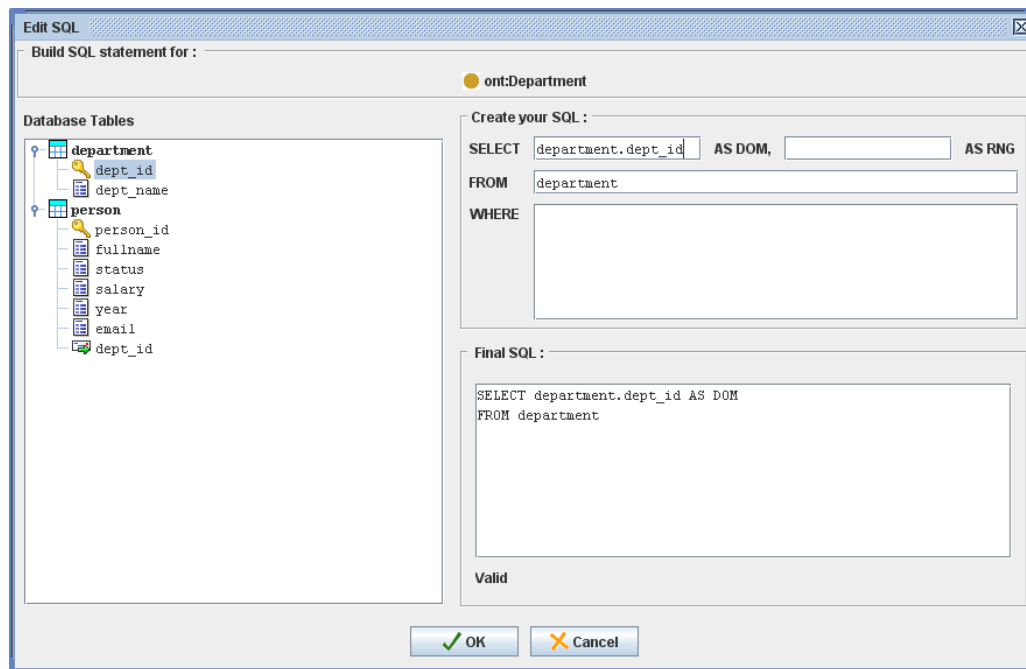 Edit SQL
Build SQL statement for :
ont:Department
Database Tables
department
dept_id
dept_name
person
person_id
fullname
status
salary
year
email
dept_id
Create your SQL :
SELECT department.dept_id AS DOM, AS RNG
FROM department
WHERE
Final SQL :
SELECT department.dept_id AS DOM
FROM department
Valid
OK Cancel